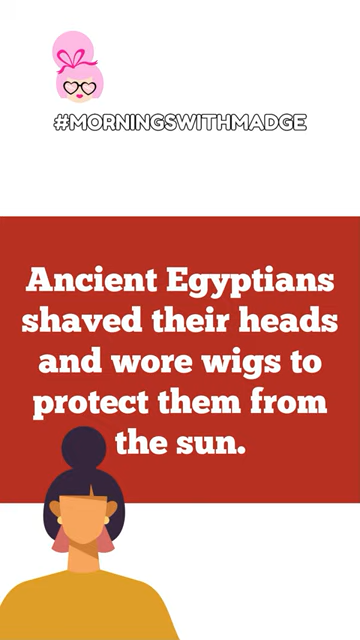 #MORNINGSWITHMADGE
Ancient Egyptians
shaved their heads
and wore wigs to
protect them from
the sun.